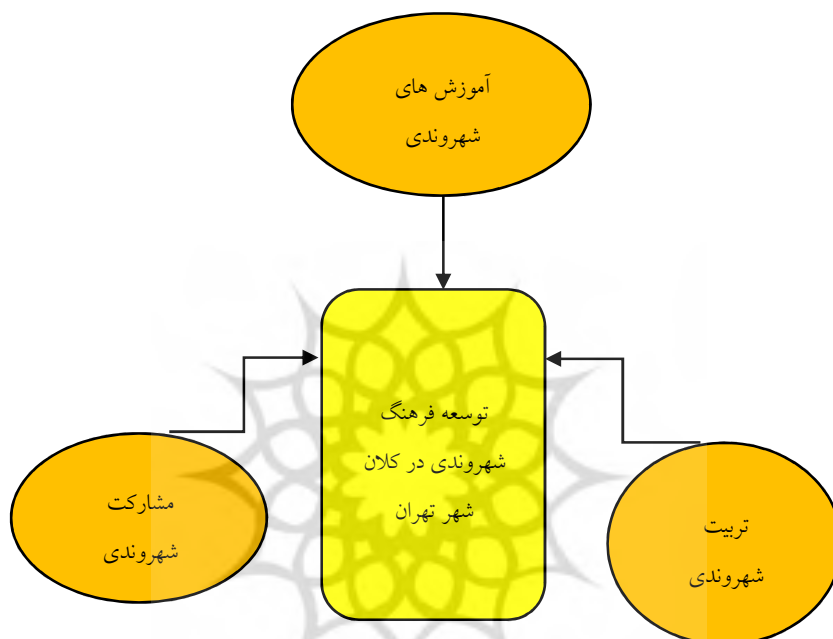 آموزش های
شهروندی
توسعه فرهنگ
شهروندی در کلان
شهر تهران
تربیت
شهروندی
مشارکت
شهروندی